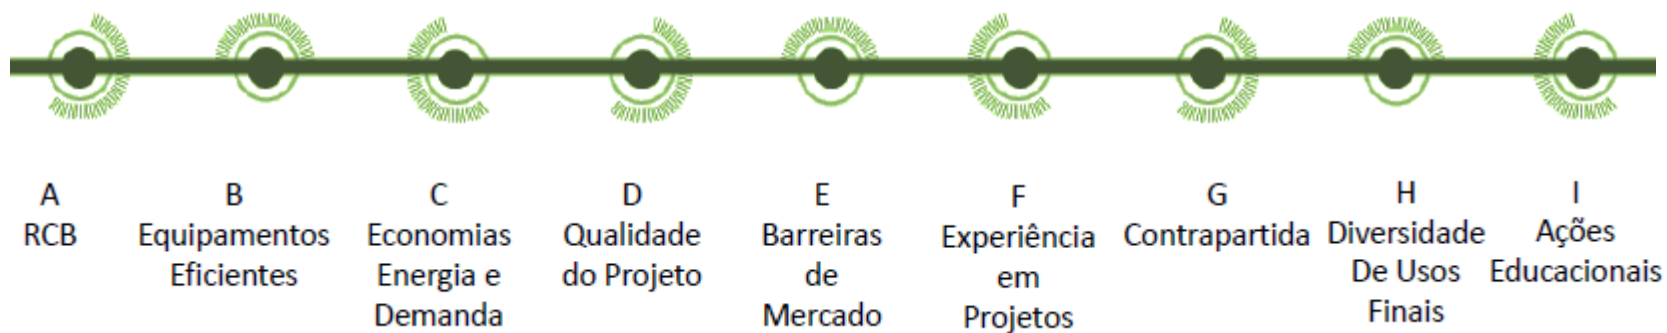 A
RCB
B
Equipamentos
Eficientes
C
Economias
Energia e
Demanda
D
Qualidade
do Projeto
E
Barreiras
de
Mercado
F
Experiência
em
Projetos
G
Contrapartida
H
Diversidade
De Usos
Finais
I
Ações
Educacionais